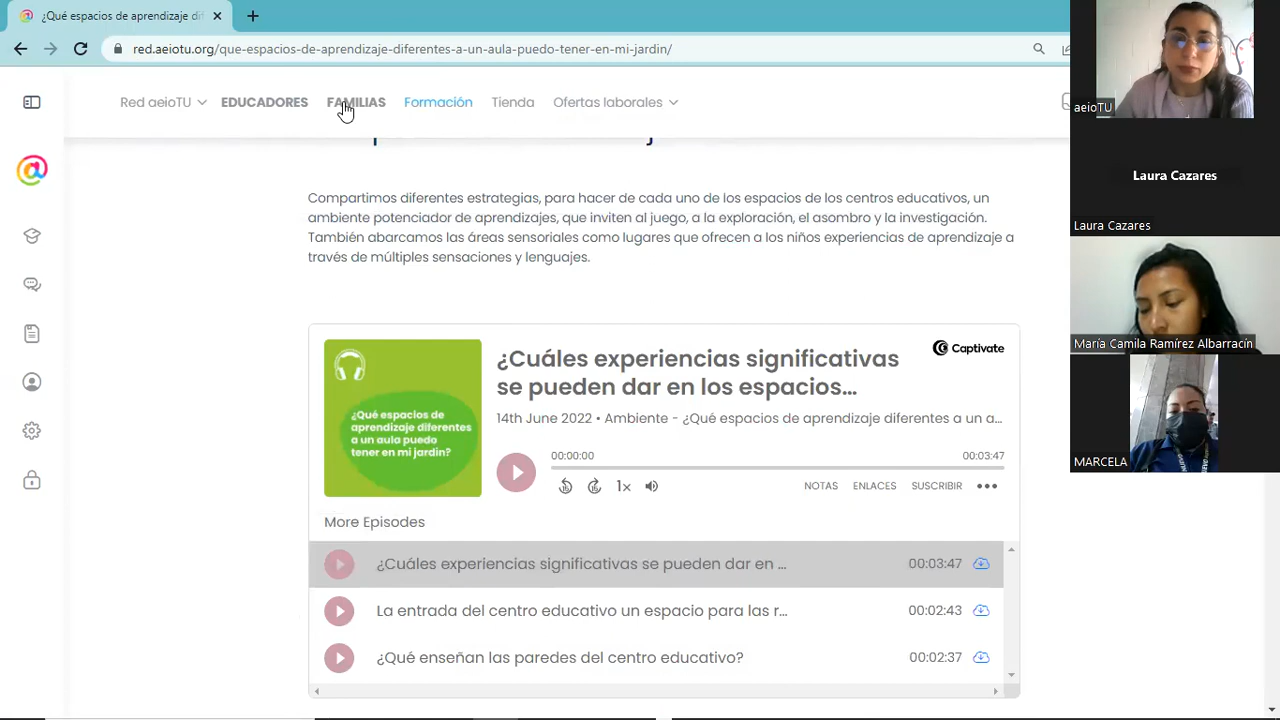 ¿Qué espacios de aprendizaje dif
red.aeiotu.org/que-espacios-de-aprendizaje-diferentes-a-un-aula-puedo-tener-en-mi-jardin/
Red aeioTU EDUCADORES FAMILIAS Formación Tienda Ofertas laborales
Compartimos diferentes estrategias, para hacer de cada uno de los espacios de los centros educativos, un
ambiente potenciador de aprendizajes, que inviten al juego, a la exploración, el asombro y la investigación.
También abarcamos las áreas sensoriales como lugares que ofrecen a los niños experiencias de aprendizaje a
través de múltiples sensaciones y lenguajes.
¿Qué espacios de
aprendizaje diferentes
a un aula puedo
tener en mi jardín?
¿Cuáles experiencias significativas
se pueden dar en los espacios...
Captivate
14th June 2022 • Ambiente - ¿Qué espacios de aprendizaje diferentes a un a...
00:00:00 00:03:47
1x NOTAS ENLACES SUSCRIBIR
More Episodes
¿Cuáles experiencias significativas se pueden dar en ... 00:03:47
La entrada del centro educativo un espacio para las r... 00:02:43
¿Qué enseñan las paredes del centro educativo? 00:02:37
aeioTU
Laura Cazares
Laura Cazares
María Camila Ramírez Albarracín
MARCELA